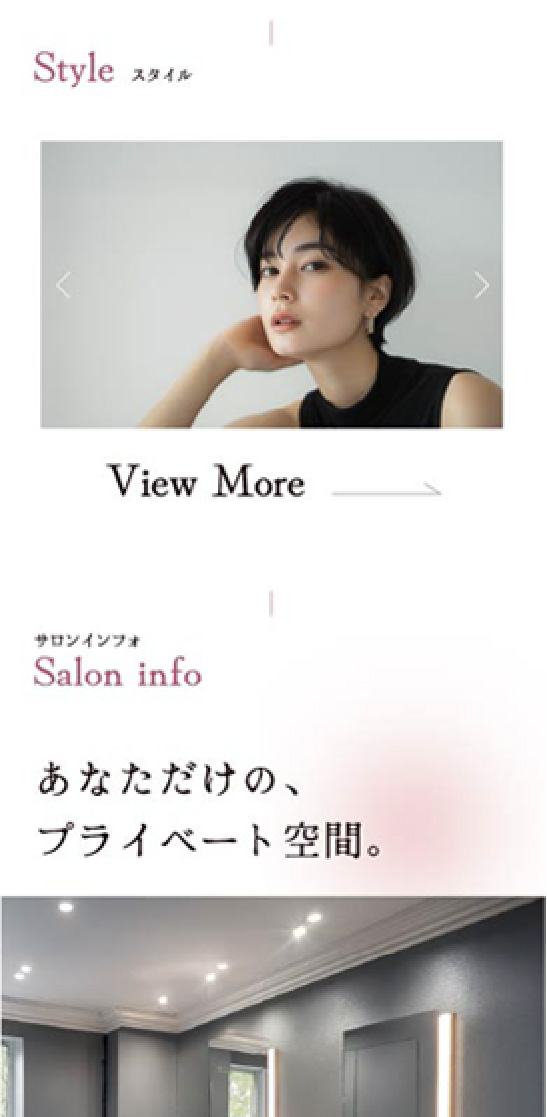 Style スタイル
View More
サロンインフォ
Salon info
あなただけの、
プライベート空間。